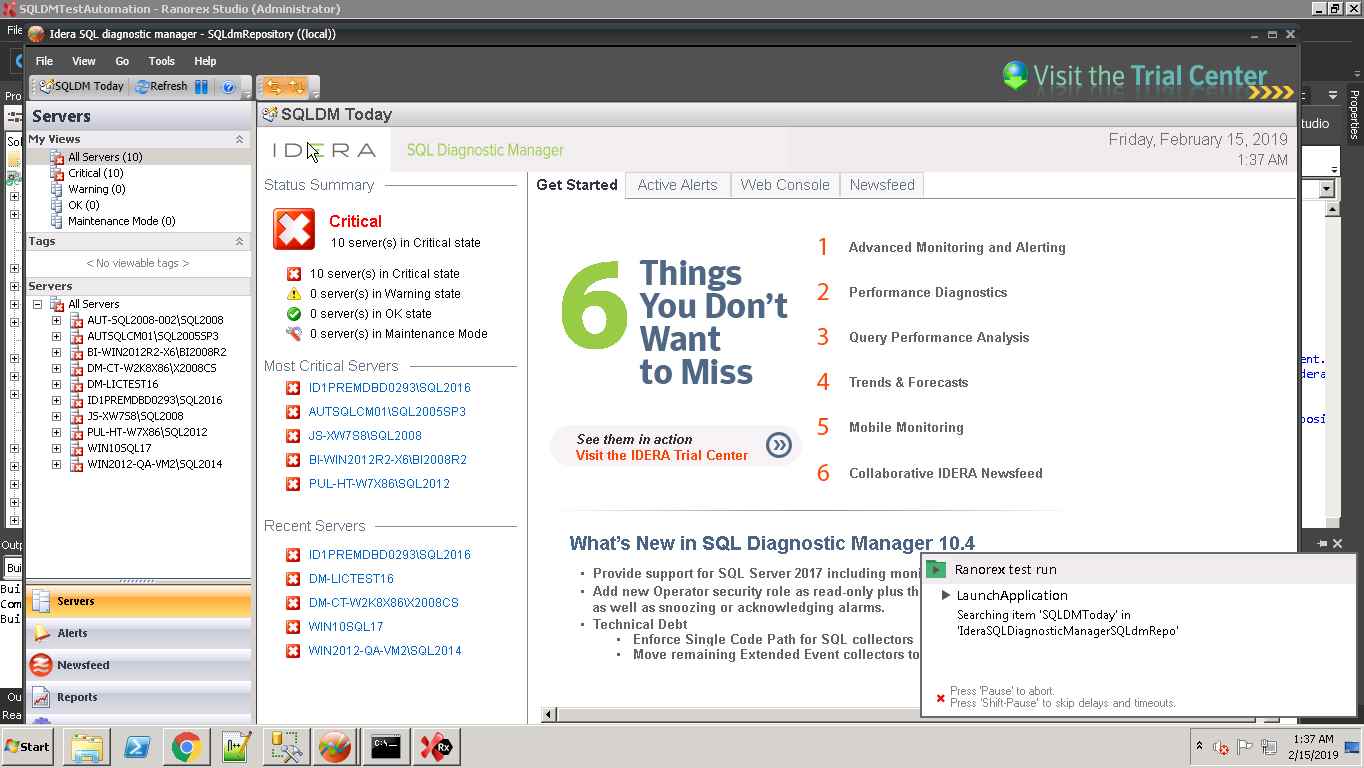 SQLDMTestAutomation - Ranorex Studio (Administrator)
File
Idera SQL diagnostic manager - SQLdmRepository ((local))
File View Go Tools Help
SQLDM Today Refresh
Visit the Trial Center
Properties
Pro
Servers
My Views
All Servers (10)
Critical (10)
Warning (0)
OK (0)
Maintenance Mode (0)
Tags
< No viewable tags >
Servers
All Servers
AUT-SQL2008-002\SQL2008
AUTSQLCM01\SQL2005SP3
BI-WIN2012R2-X6\BI2008R2
DM-CT-W2K8X86\X2008CS
DM-LICTEST16
ID1PREMDBD0293\SQL2016
JS-XW7S8\SQL2008
PUL-HT-W7X86\SQL2012
WIN10SQL17
WIN2012-QA-VM2\SQL2014
Servers
Alerts
Newsfeed
Reports
SQLDM Today
IDERA
SQL Diagnostic Manager
Friday, February 15, 2019
1:37 AM
Status Summary
Critical
10 server(s) in Critical state
10 server(s) in Critical state
0 server(s) in Warning state
0 server(s) in OK state
0 server(s) in Maintenance Mode
Most Critical Servers
ID1PREMDBD0293\SQL2016
AUTSQLCM01\SQL2005SP3
JS-XW7S8\SQL2008
BI-WIN2012R2-X6\BI2008R2
PUL-HT-W7X86\SQL2012
Recent Servers
ID1PREMDBD0293\SQL2016
DM-LICTEST16
DM-CT-W2K8X86\X2008CS
WIN10SQL17
WIN2012-QA-VM2\SQL2014
Get Started Active Alerts Web Console Newsfeed
6 Things
You Don't
Want
to Miss
See them in action
Visit the IDERA Trial Center
1 Advanced Monitoring and Alerting
2 Performance Diagnostics
3 Query Performance Analysis
4 Trends & Forecasts
5 Mobile Monitoring
6 Collaborative IDERA Newsfeed
What's New in SQL Diagnostic Manager 10.4
• Provide support for SQL Server 2017 including moni
• Add new Operator security role as read-only plus th
as well as snoozing or acknowledging alarms.
• Technical Debt
• Enforce Single Code Path for SQL collectors
• Move remaining Extended Event collectors to
Ranorex test run
LaunchApplication
Searching item 'SQLDMToday' in
'IderaSQLDiagnosticManagerSQLdmRepo'
Press 'Pause' to abort.
Press 'Shift-Pause' to skip delays and timeouts.
tudio
ent.
dera
posi
Sol
Outp
Bui
Bui
Com
Bui
Ou
Rea
Start
1:37 AM
2/15/2019